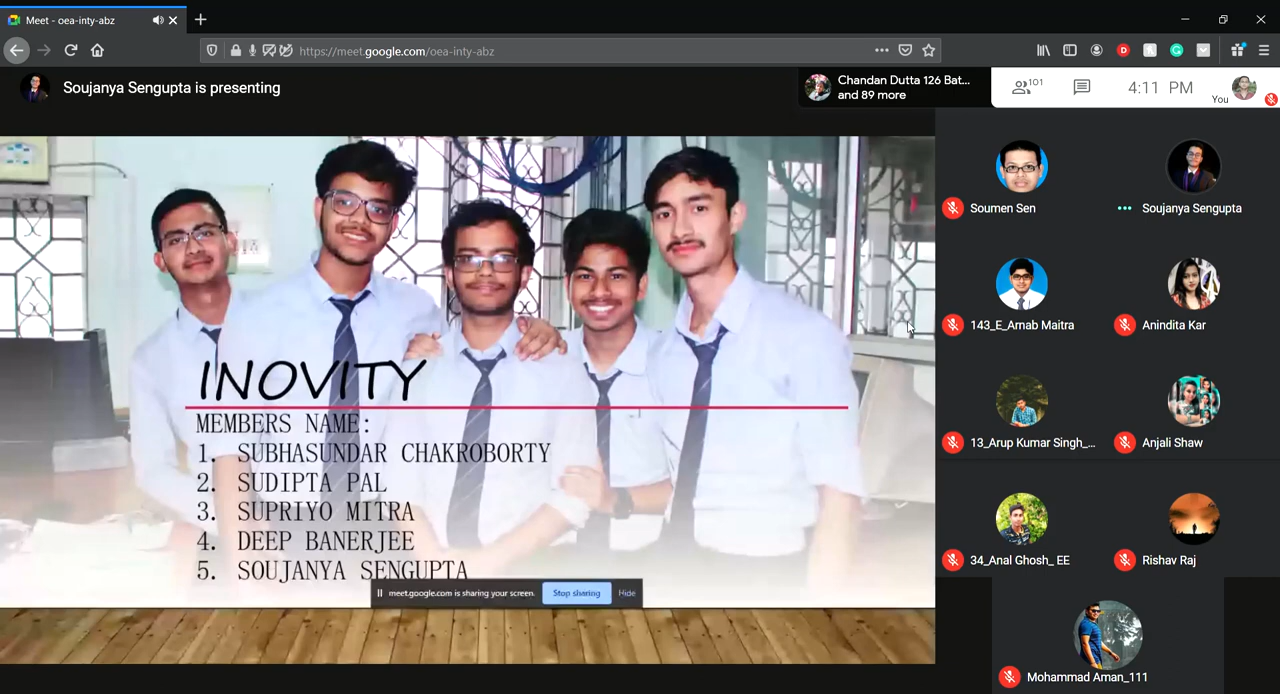 Meet - oea-inty-abz
https://meet.google.com/oea-inty-abz
Soujanya Sengupta is presenting
Chandan Dutta 126 Bat...
and 89 more
101
4:11 PM
You
INOVITY
MEMBERS NAME:
1. SUBHASUNDAR CHAKROBORTY
2. SUDIPTA PAL
3. SUPRIYO MITRA
4. DEEP BANERJEE
5. SOUJANYA SENGUPTA
meet.google.com is sharing your screen.
Stop sharing
Hide
Soumen Sen
Soujanya Sengupta
143_E_Arnab Maitra
Anindita Kar
13_Arup Kumar Singh_...
Anjali Shaw
34_Anal Ghosh_ EE
Rishav Raj
Mohammad Aman_111